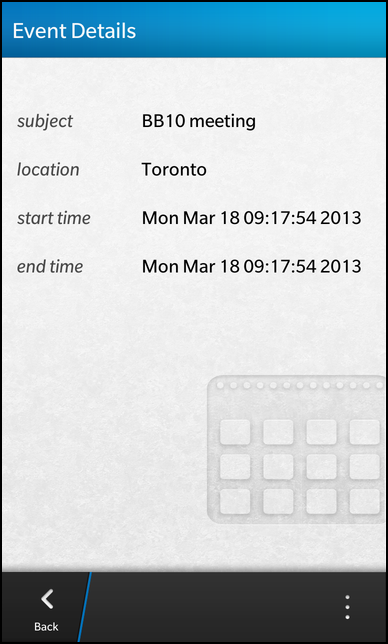 Event Details
subject BB10 meeting
location Toronto
start time Mon Mar 18 09:17:54 2013
end time Mon Mar 18 09:17:54 2013
Back